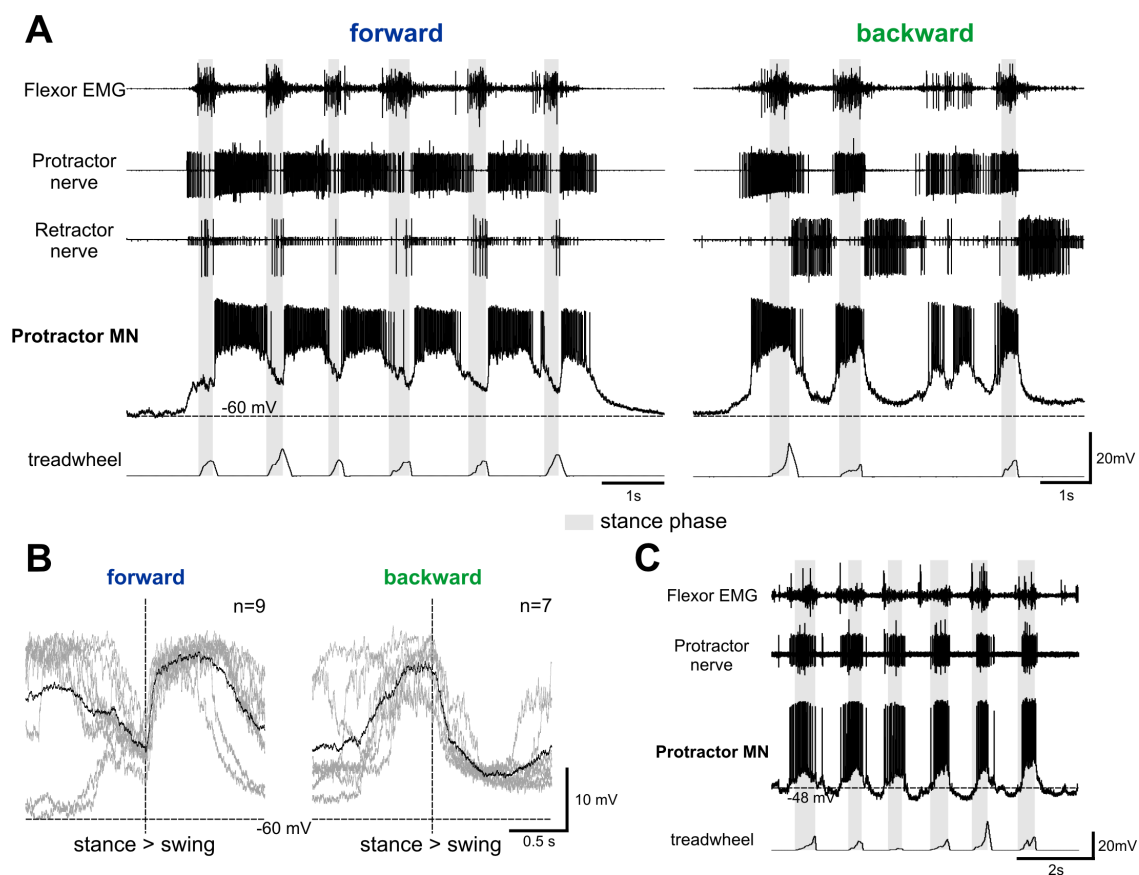 A
forward
backward
Flexor EMG
Protractor
nerve
Retractor
nerve
Protractor MN
-60 mV
treadwheel
20mV
1s
1s
stance phase
B
forward
backward
n=9
n=7
-60 mV
10 mV
0.5 s
stance > swing
stance > swing
C
Flexor EMG
Protractor
nerve
Protractor MN
-48 mV
treadwheel
20mV
2s